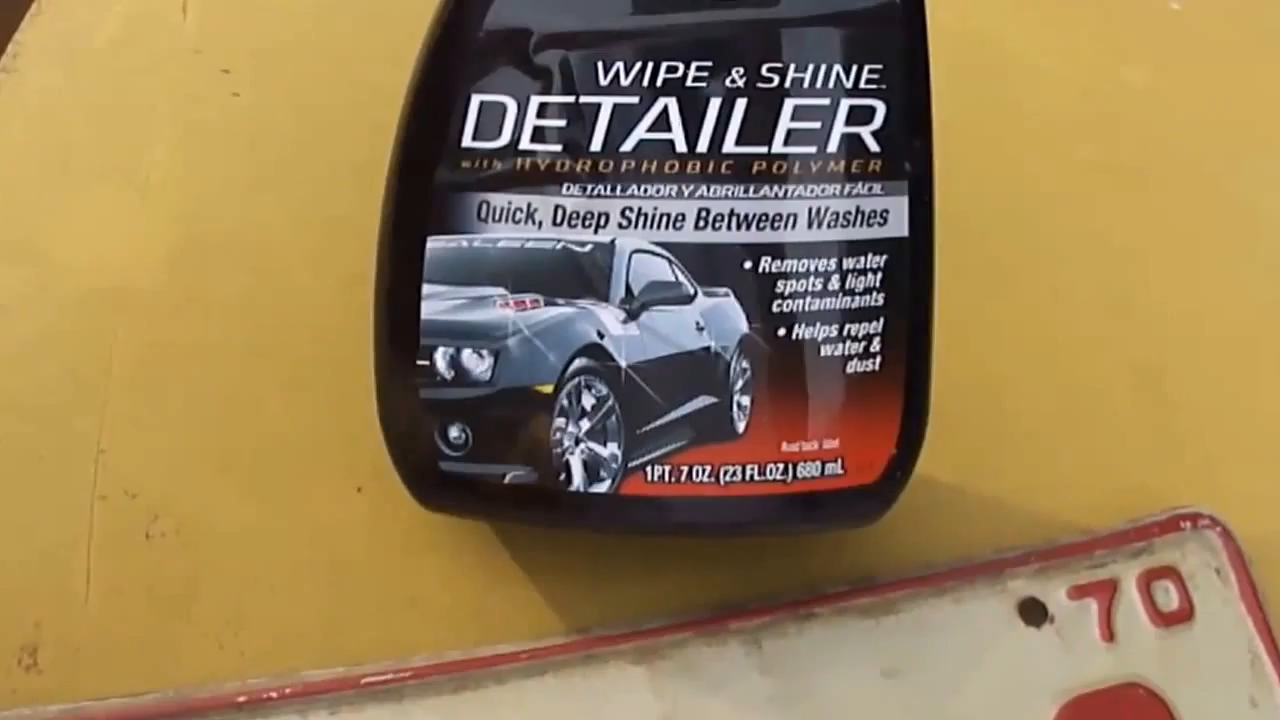 WIPE & SHINE
DETAILER
with HYDROPHOBIC POLYMER
DETALLADOR Y ABRILLANTADOR FÁCIL
Quick, Deep Shine Between Washes
• Removes water
spots & light
contaminants
• Helps repel
water &
dust
1PT. 7 OZ. (23 FL.OZ.) 680 mL
70